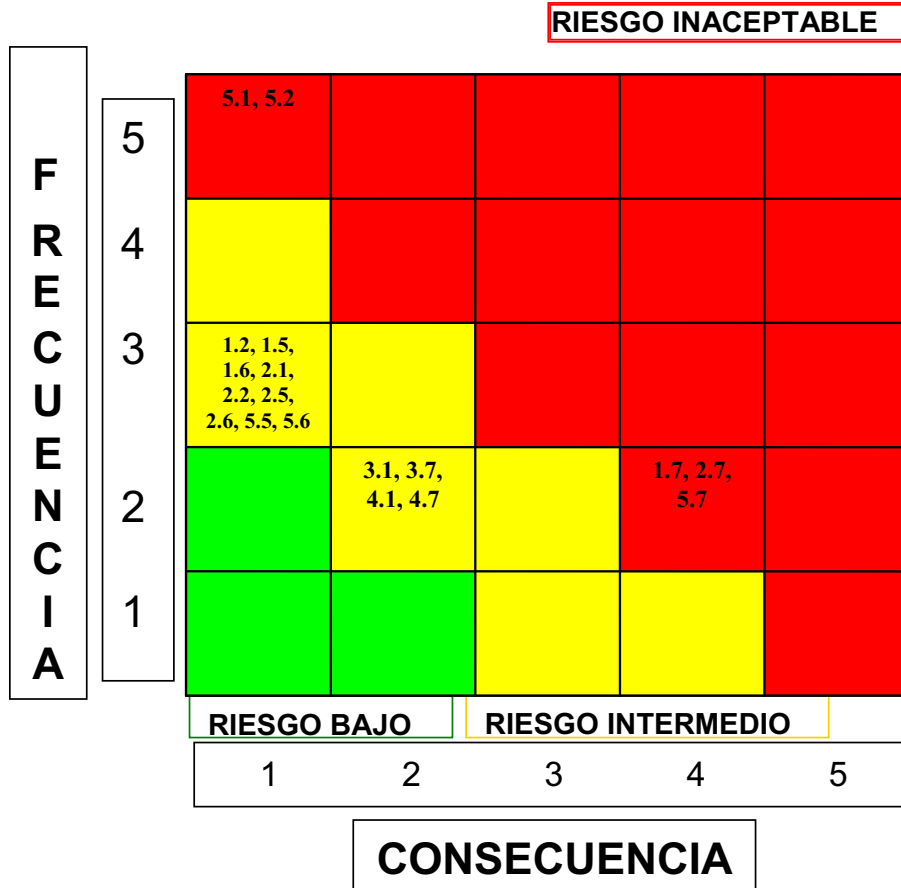 RIESGO INACEPTABLE
FRECUENCIA
5
5.1, 5.2
4
3
1.2, 1.5,
1.6, 2.1,
2.2, 2.5,
2.6, 5.5, 5.6
2
3.1, 3.7,
4.1, 4.7
1.7, 2.7,
5.7
1
RIESGO BAJO
RIESGO INTERMEDIO
1 2 3 4 5
CONSECUENCIA